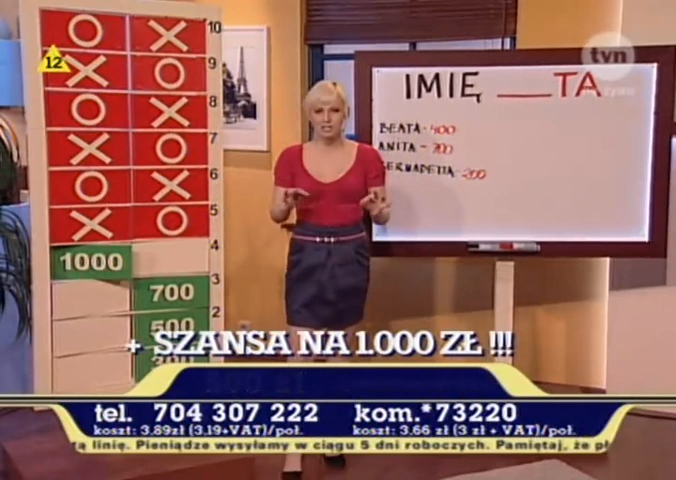 10
O X
12
9
X O
8
O X
7
X O
6
O X
5
X O
4
1000
3
700
2
500
tvn
IMIĘ ___TA
BEATA - 400
ANITA - 700
BERNADETTA - 200
+ SZANSA NA 1.000 ZŁ !!!
tel. 704 307 222 kom.*73220
koszt: 3.89zł (3,19+VAT)/poł. koszt: 3.66 zł (3 zł + VAT)/poł.
ą linię. Pieniądze wysyłamy w ciągu 5 dni roboczych. Pamiętaj, że pł